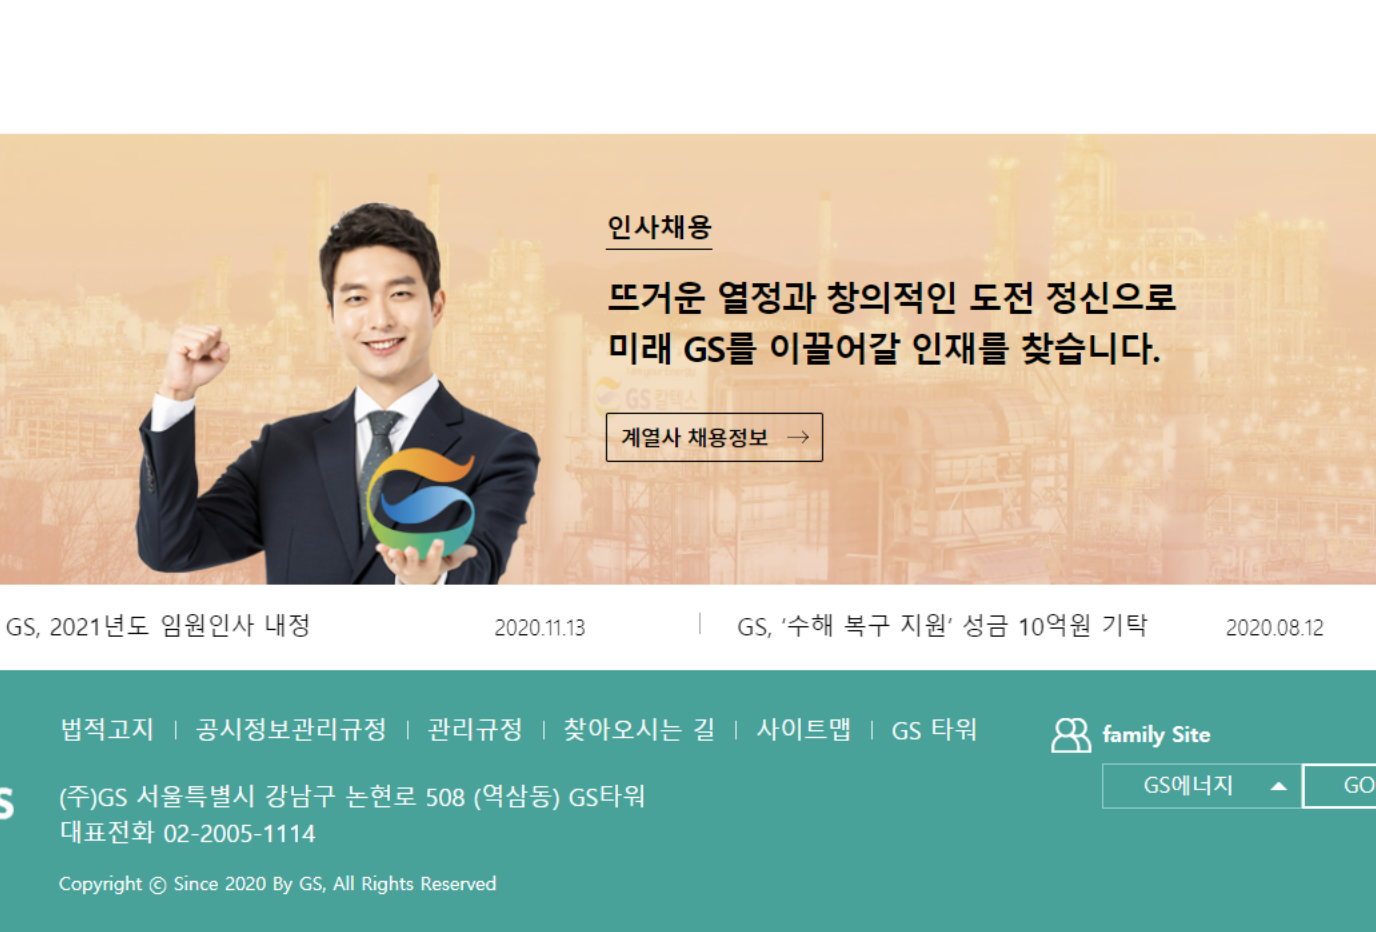 인사채용
뜨거운 열정과 창의적인 도전 정신으로
미래 GS를 이끌어갈 인재를 찾습니다.
GS칼텍스
계열사 채용정보 →
GS, 2021년도 임원인사 내정 2020.11.13 | GS, ‘수해 복구 지원’ 성금 10억원 기탁 2020.08.12
법적고지 | 공시정보관리규정 | 관리규정 | 찾아오시는 길 | 사이트맵 | GS 타워
family Site
GS에너지 GO
S
(주)GS 서울특별시 강남구 논현로 508 (역삼동) GS타워
대표전화 02-2005-1114
Copyright ⓒ Since 2020 By GS, All Rights Reserved